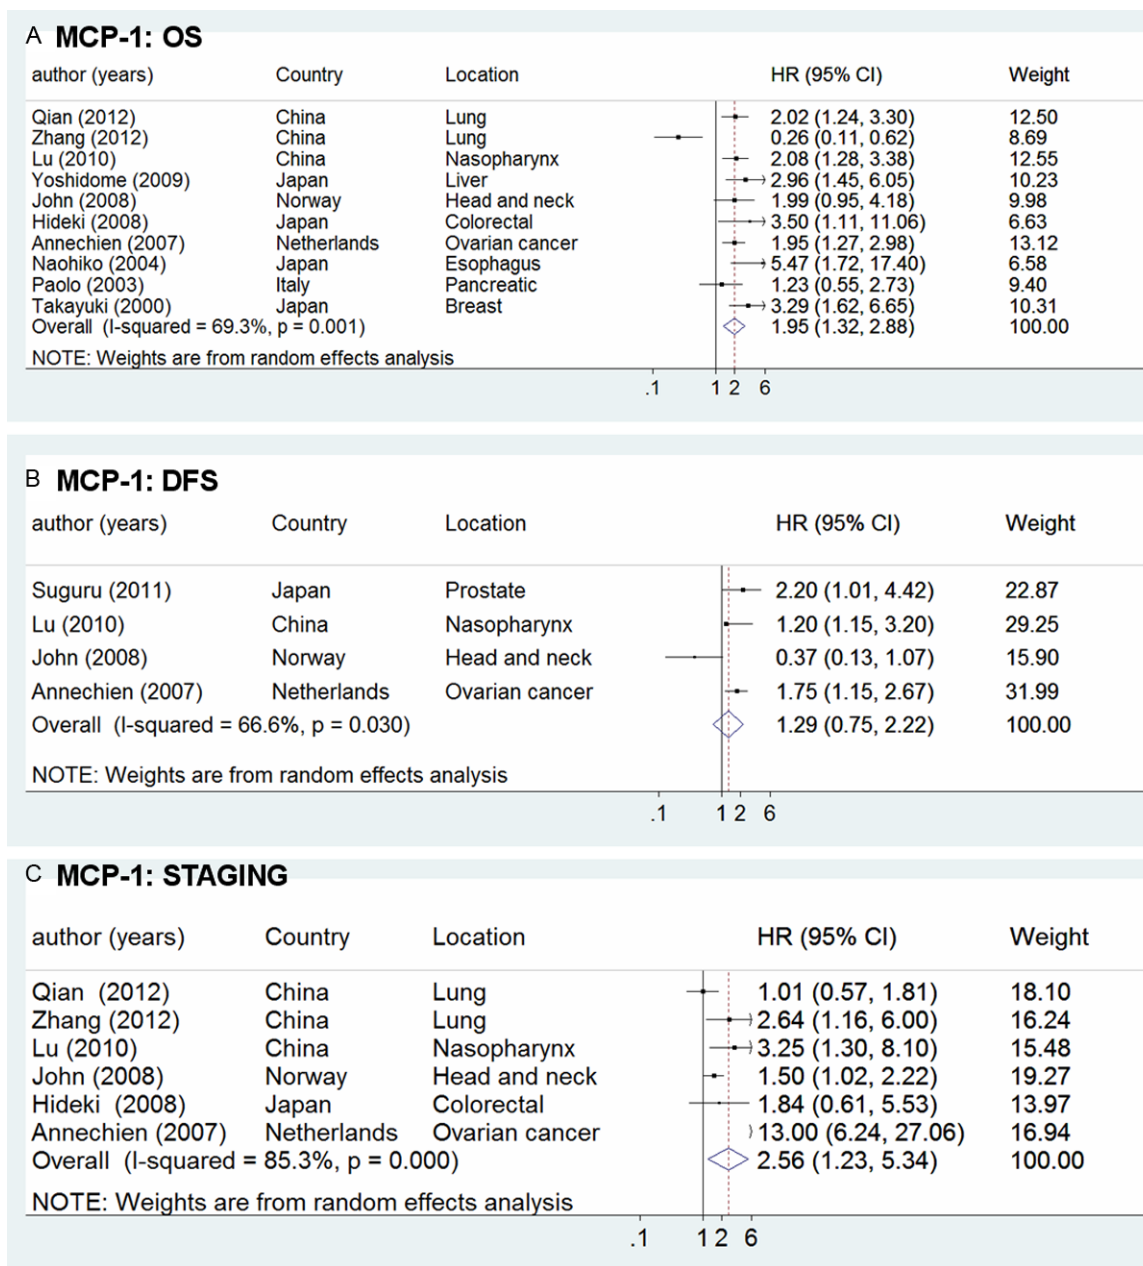 A MCP-1: OS
author (years) Country Location HR (95% CI) Weight
Qian (2012) China Lung 2.02 (1.24, 3.30) 12.50
Zhang (2012) China Lung 0.26 (0.11, 0.62) 8.69
Lu (2010) China Nasopharynx 2.08 (1.28, 3.38) 12.55
Yoshidome (2009) Japan Liver 2.96 (1.45, 6.05) 10.23
John (2008) Norway Head and neck 1.99 (0.95, 4.18) 9.98
Hideki (2008) Japan Colorectal 3.50 (1.11, 11.06) 6.63
Annechien (2007) Netherlands Ovarian cancer 1.95 (1.27, 2.98) 13.12
Naohiko (2004) Japan Esophagus 5.47 (1.72, 17.40) 6.58
Paolo (2003) Italy Pancreatic 1.23 (0.55, 2.73) 9.40
Takayuki (2000) Japan Breast 3.29 (1.62, 6.65) 10.31
Overall (I-squared = 69.3%, p = 0.001) 1.95 (1.32, 2.88) 100.00
NOTE: Weights are from random effects analysis
.1 1 2 6
B MCP-1: DFS
author (years) Country Location HR (95% CI) Weight
Suguru (2011) Japan Prostate 2.20 (1.01, 4.42) 22.87
Lu (2010) China Nasopharynx 1.20 (1.15, 3.20) 29.25
John (2008) Norway Head and neck 0.37 (0.13, 1.07) 15.90
Annechien (2007) Netherlands Ovarian cancer 1.75 (1.15, 2.67) 31.99
Overall (I-squared = 66.6%, p = 0.030) 1.29 (0.75, 2.22) 100.00
NOTE: Weights are from random effects analysis
.1 1 2 6
C MCP-1: STAGING
author (years) Country Location HR (95% CI) Weight
Qian (2012) China Lung 1.01 (0.57, 1.81) 18.10
Zhang (2012) China Lung 2.64 (1.16, 6.00) 16.24
Lu (2010) China Nasopharynx 3.25 (1.30, 8.10) 15.48
John (2008) Norway Head and neck 1.50 (1.02, 2.22) 19.27
Hideki (2008) Japan Colorectal 1.84 (0.61, 5.53) 13.97
Annechien (2007) Netherlands Ovarian cancer 13.00 (6.24, 27.06) 16.94
Overall (I-squared = 85.3%, p = 0.000) 2.56 (1.23, 5.34) 100.00
NOTE: Weights are from random effects analysis
.1 1 2 6